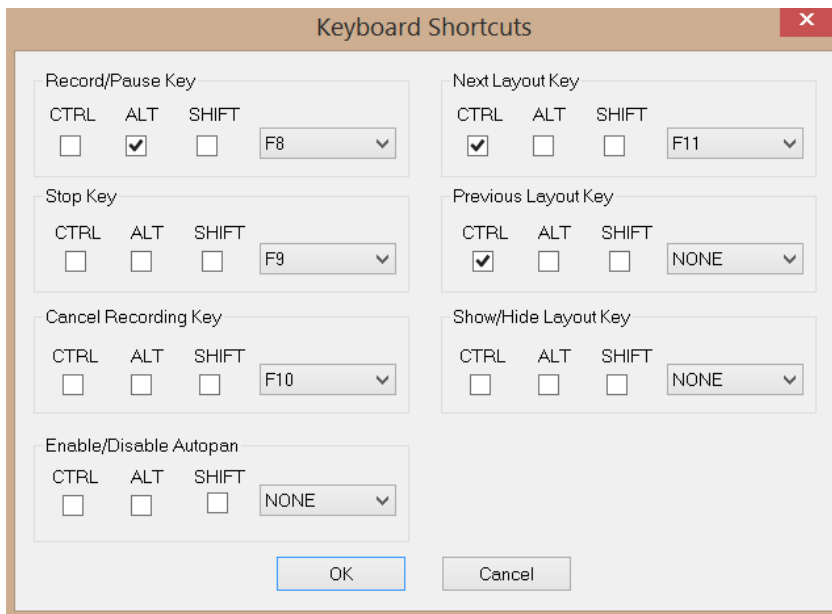 Keyboard Shortcuts
x
Record/Pause Key
CTRL ALT SHIFT
F8
Next Layout Key
CTRL ALT SHIFT
F11
Stop Key
CTRL ALT SHIFT
F9
Previous Layout Key
CTRL ALT SHIFT
NONE
Cancel Recording Key
CTRL ALT SHIFT
F10
Show/Hide Layout Key
CTRL ALT SHIFT
NONE
Enable/Disable Autopan
CTRL ALT SHIFT
NONE
OK Cancel